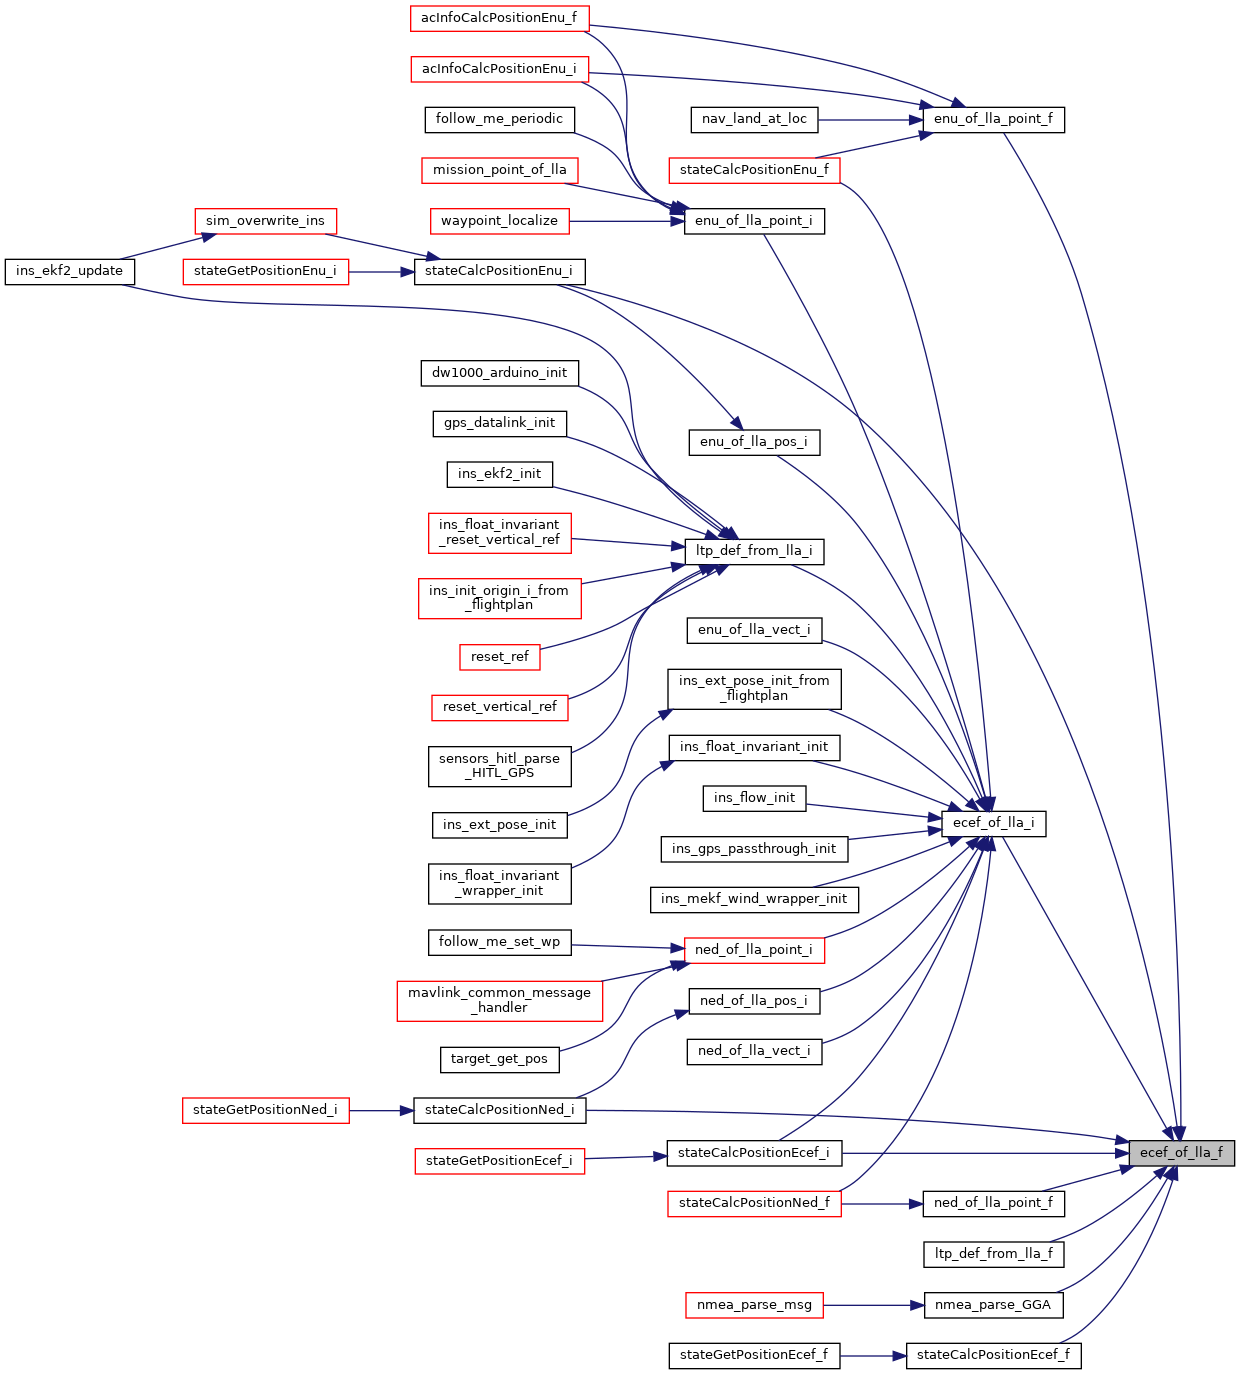 acInfoCalcPositionEnu_f
acInfoCalcPositionEnu_i
follow_me_periodic
nav_land_at_loc
enu_of_lla_point_f
mission_point_of_lla
stateCalcPositionEnu_f
sim_overwrite_ins
waypoint_localize
enu_of_lla_point_i
ins_ekf2_update
stateGetPositionEnu_i
stateCalcPositionEnu_i
dw1000_arduino_init
gps_datalink_init
enu_of_lla_pos_i
ins_ekf2_init
ins_float_invariant
_reset_vertical_ref
ltp_def_from_lla_i
ins_init_origin_i_from
_flightplan
enu_of_lla_vect_i
reset_ref
ins_ext_pose_init_from
_flightplan
reset_vertical_ref
ins_float_invariant_init
sensors_hitl_parse
_HITL_GPS
ins_flow_init
ins_ext_pose_init
ecef_of_lla_i
ins_gps_passthrough_init
ins_float_invariant
_wrapper_init
ins_mekf_wind_wrapper_init
follow_me_set_wp
ned_of_lla_point_i
mavlink_common_message
_handler
ned_of_lla_pos_i
target_get_pos
ned_of_lla_vect_i
stateGetPositionNed_i
stateCalcPositionNed_i
stateGetPositionEcef_i
stateCalcPositionEcef_i
ecef_of_lla_f
stateCalcPositionNed_f
ned_of_lla_point_f
ltp_def_from_lla_f
nmea_parse_msg
nmea_parse_GGA
stateGetPositionEcef_f
stateCalcPositionEcef_f